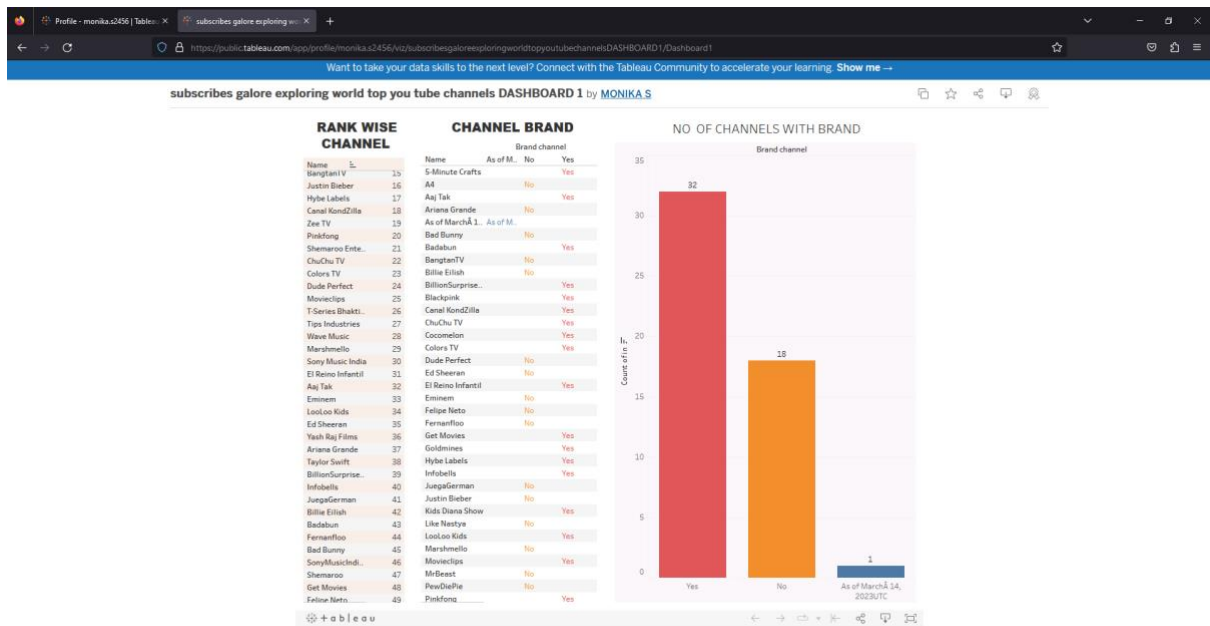 Profile - monika.s2456 | Tablea
subscribes galore exploring wo
https://public.tableau.com/app/profile/monika.s2456/viz/subscribesgaloreexploringworldtopyoutubechannelsDASHBOARD1/Dashboard1
Want to take your data skills to the next level? Connect with the Tableau Community to accelerate your learning. Show me →
subscribes galore exploring world top you tube channels DASHBOARD 1 by MONIKA S
RANK WISE
CHANNEL
Name
BangtanTV 15
Justin Bieber 16
Hybe Labels 17
Canal KondZilla 18
Zee TV 19
Pinkfong 20
Shemaroo Ente.. 21
ChuChu TV 22
Colors TV 23
Dude Perfect 24
Movieclips 25
T-Series Bhakti.. 26
Tips Industries 27
Wave Music 28
Marshmello 29
Sony Music India 30
El Reino Infantil 31
Aaj Tak 32
Eminem 33
LooLoo Kids 34
Ed Sheeran 35
Yash Raj Films 36
Ariana Grande 37
Taylor Swift 38
BillionSurprise.. 39
Infobells 40
JuegaGerman 41
Billie Eilish 42
Badabun 43
Fernanfloo 44
Bad Bunny 45
SonyMusicIndi.. 46
Shemaroo 47
Get Movies 48
Felipe Neto 49
CHANNEL BRAND
Brand channel
Name As of M.. No Yes
5-Minute Crafts Yes
A4 No
Aaj Tak Yes
Ariana Grande No
As of MarchÂ 1.. As of M..
Bad Bunny No
Badabun Yes
BangtanTV No
Billie Eilish No
BillionSurprise.. Yes
Blackpink Yes
Canal KondZilla Yes
ChuChu TV Yes
Cocomelon Yes
Colors TV Yes
Dude Perfect No
Ed Sheeran No
El Reino Infantil Yes
Eminem No
Felipe Neto No
Fernanfloo No
Get Movies Yes
Goldmines Yes
Hybe Labels Yes
Infobells Yes
JuegaGerman No
Justin Bieber No
Kids Diana Show Yes
Like Nastya No
LooLoo Kids Yes
Marshmello No
Movieclips Yes
MrBeast No
PewDiePie No
Pinkfong Yes
NO OF CHANNELS WITH BRAND
Brand channel
35
30
25
20
15
10
5
0
Count of in
32
18
1
Yes
No
As of MarchÂ 14,
2023UTC
+ a b l e a u